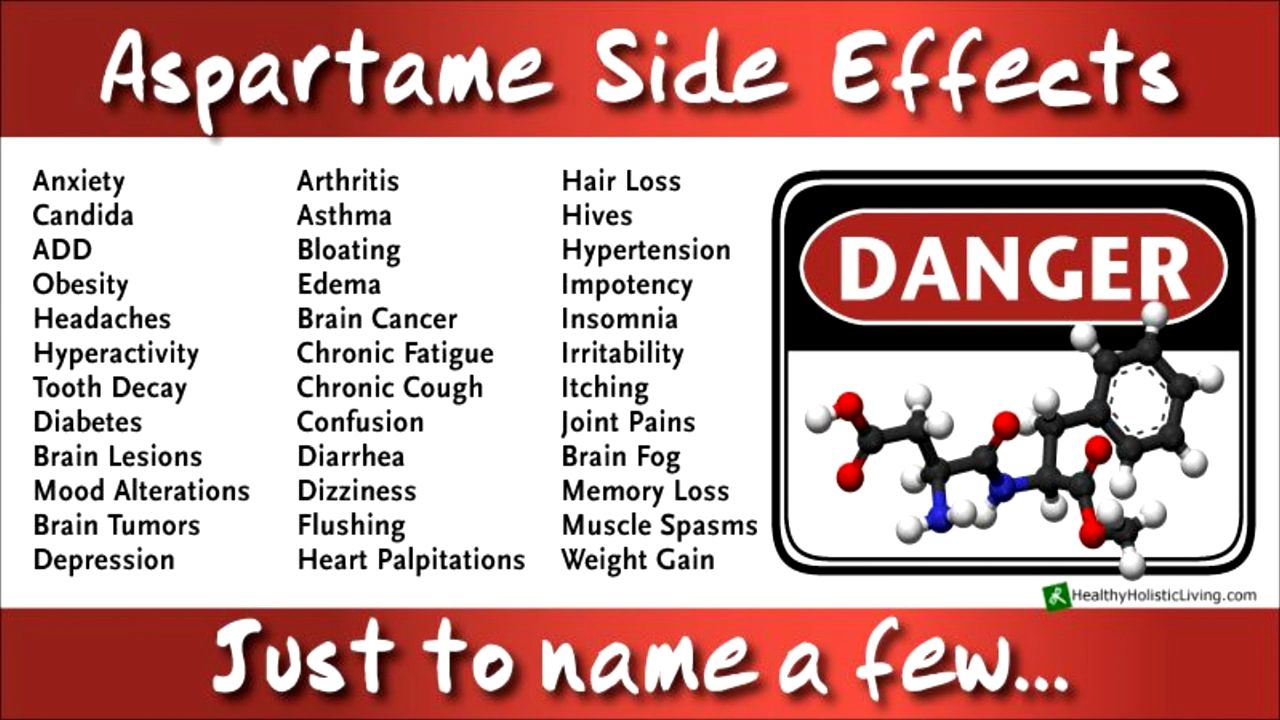 Aspartame Side Effects
Anxiety
Candida
ADD
Obesity
Headaches
Hyperactivity
Tooth Decay
Diabetes
Brain Lesions
Mood Alterations
Brain Tumors
Depression
Arthritis
Asthma
Bloating
Edema
Brain Cancer
Chronic Fatigue
Chronic Cough
Confusion
Diarrhea
Dizziness
Flushing
Heart Palpitations
Hair Loss
Hives
Hypertension
Impotency
Insomnia
Irritability
Itching
Joint Pains
Brain Fog
Memory Loss
Muscle Spasms
Weight Gain
DANGER
HealthyHolisticLiving.com
Just to name a few...